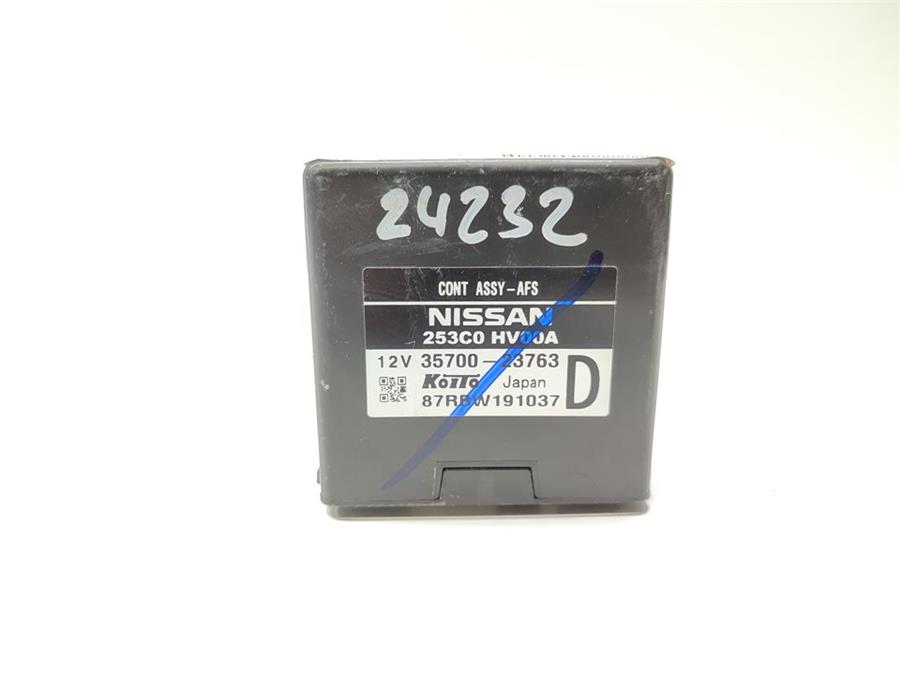 24232
CONT ASSY-AFS
NISSAN
253C0 HV00A
12V 35700-23763
KOITO Japan D
87RBW191037